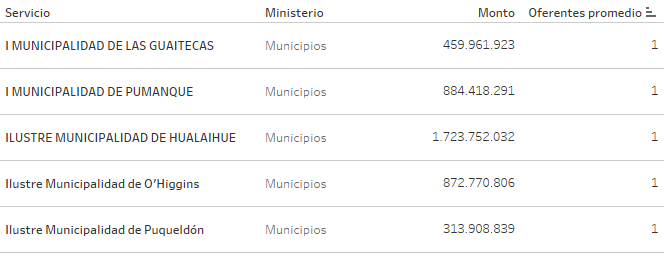 Servicio Ministerio Monto Oferentes promedio
I MUNICIPALIDAD DE LAS GUAITECAS Municipios 459.961.923 1
I MUNICIPALIDAD DE PUMANQUE Municipios 884.418.291 1
ILUSTRE MUNICIPALIDAD DE HUALAIHUE Municipios 1.723.752.032 1
Ilustre Municipalidad de O’Higgins Municipios 872.770.806 1
Ilustre Municipalidad de Puqueldón Municipios 313.908.839 1